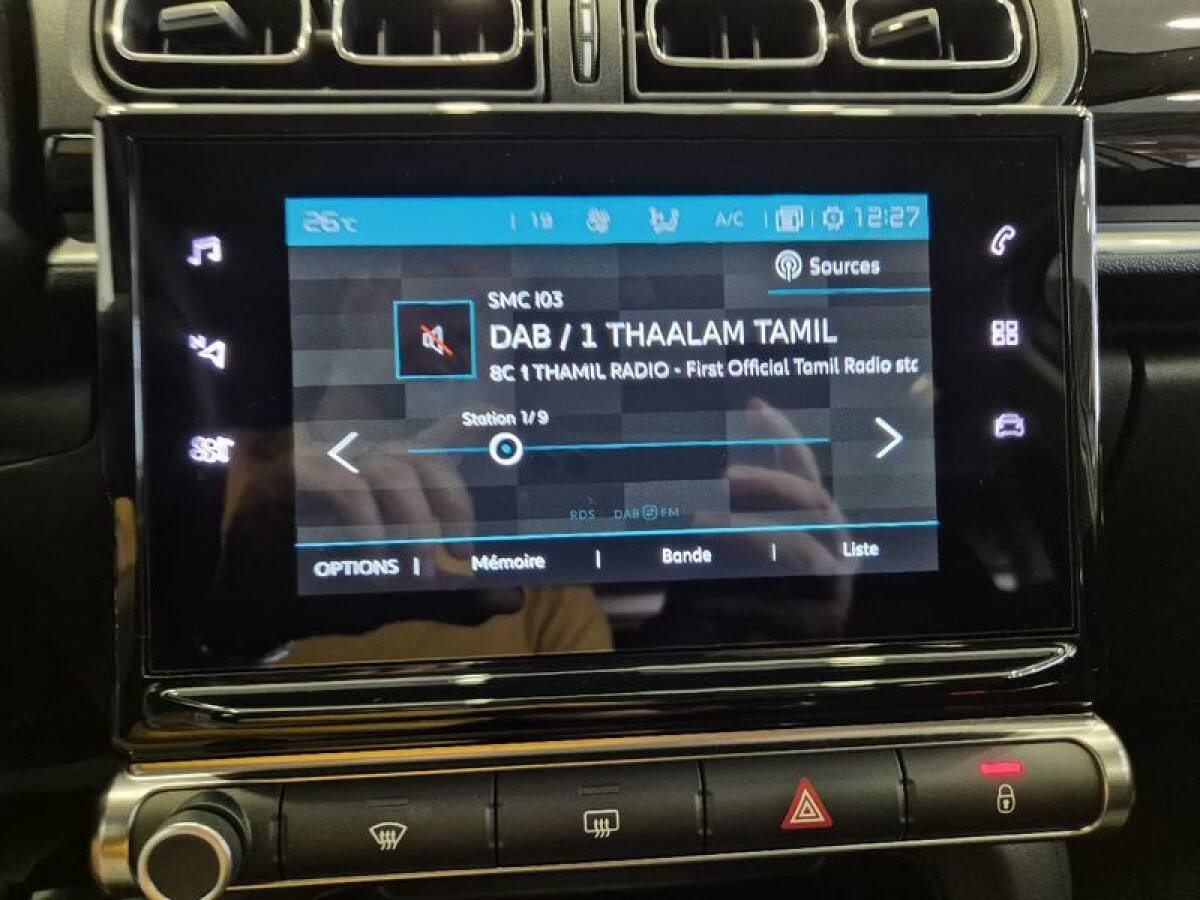 26°C | 19 A/C | | 12:27
Sources
SMC I03
DAB / 1 THAALAM TAMIL
8C 1 THAMIL RADIO - First Official Tamil Radio stc
Station 1/9
RDS DAB FM
OPTIONS | Mémoire | Bande | Liste